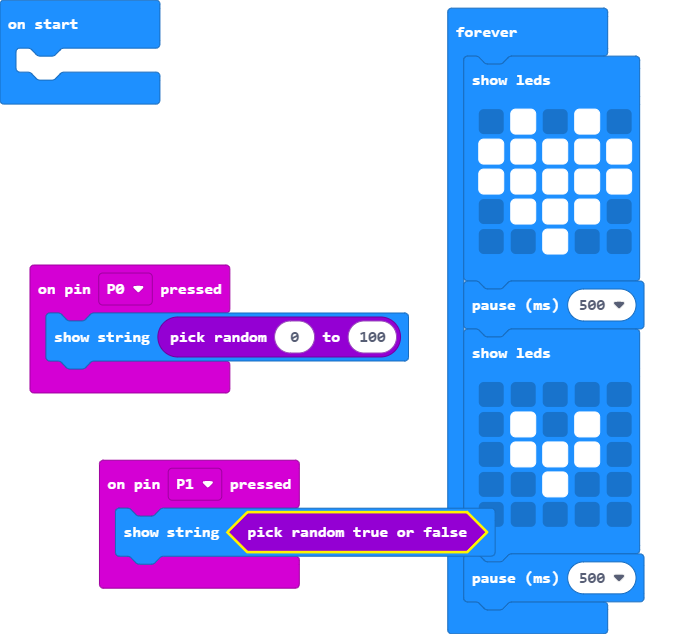 on start
forever
show leds
pause (ms) 500
show leds
pause (ms) 500
on pin P0 pressed
show string pick random 0 to 100
on pin P1 pressed
show string pick random true or false